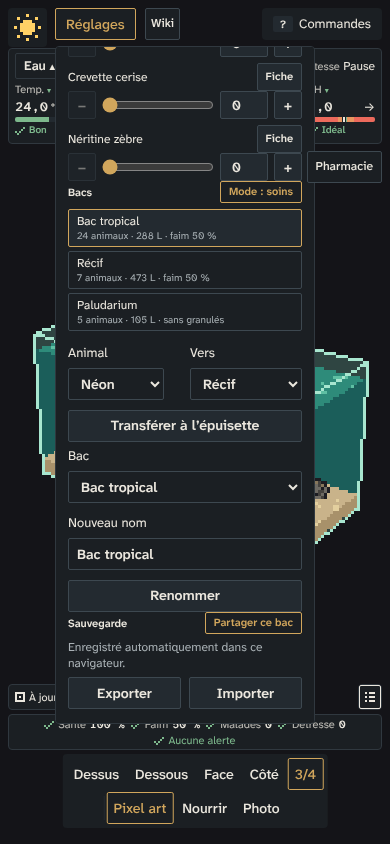 Réglages
Wiki
? Commandes
Eau
Vitesse Pause
Temp.
24,0°
Bon
,0
Idéal
Crevette cerise
Fiche
− 0 +
Néritine zèbre
Fiche
− 0 +
Pharmacie
Bacs
Mode : soins
Bac tropical
24 animaux · 288 L · faim 50 %
Récif
7 animaux · 473 L · faim 50 %
Paludarium
5 animaux · 105 L · sans granulés
Animal
Vers
Néon
Récif
Transférer à l’épuisette
Bac
Bac tropical
Nouveau nom
Bac tropical
Renommer
Sauvegarde
Partager ce bac
Enregistré automatiquement dans ce
navigateur.
Exporter
Importer
À jour
Santé 100 % Faim 50 % Malades 0 Détresse 0
Aucune alerte
Dessus Dessous Face Côté 3/4
Pixel art Nourrir Photo